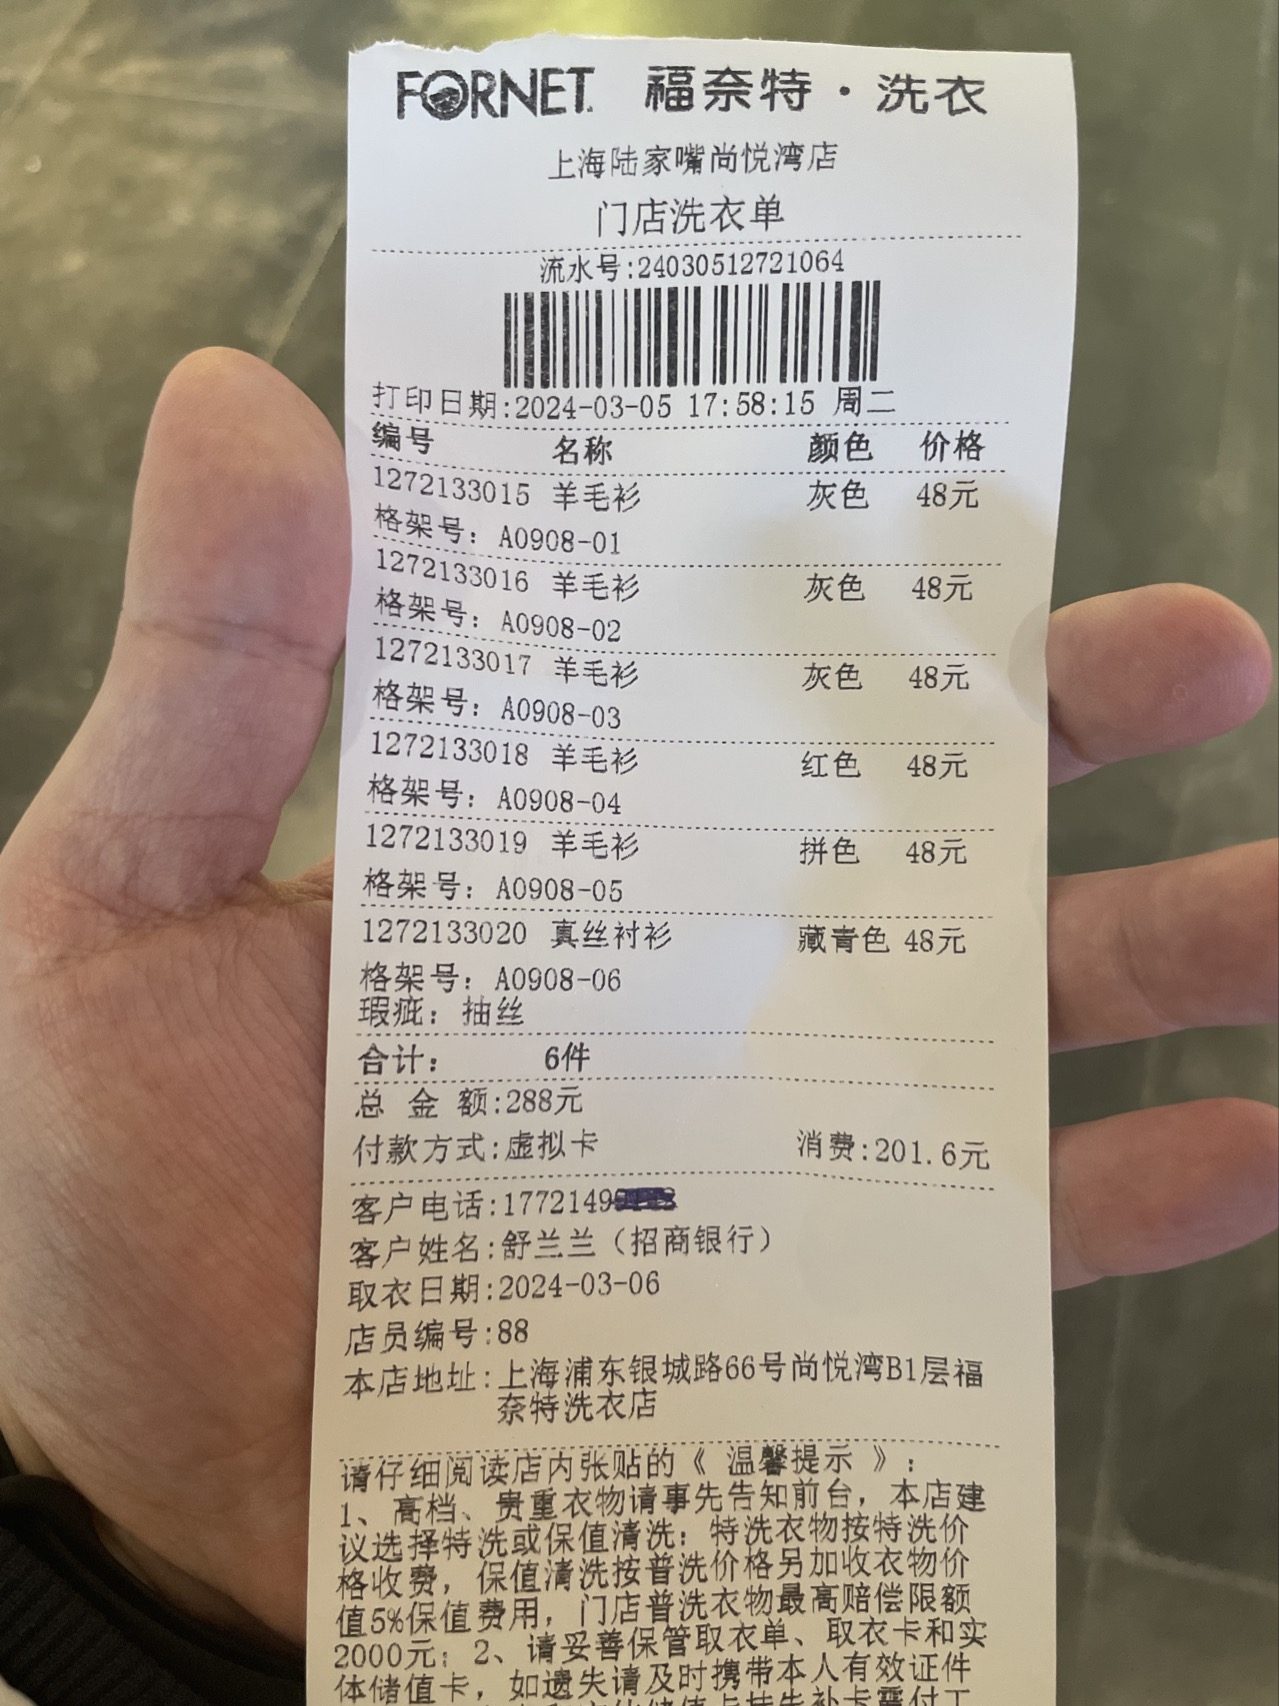 FORNET 福奈特·洗衣
上海陆家嘴尚悦湾店
门店洗衣单
流水号:24030512721064
打印日期:2024-03-05 17:58:15 周二
编号 名称 颜色 价格
1272133015 羊毛衫 灰色 48元
格架号: A0908-01
1272133016 羊毛衫 灰色 48元
格架号: A0908-02
1272133017 羊毛衫 灰色 48元
格架号: A0908-03
1272133018 羊毛衫 红色 48元
格架号: A0908-04
1272133019 羊毛衫 拼色 48元
格架号: A0908-05
1272133020 真丝衬衫 藏青色 48元
格架号: A0908-06
瑕疵: 抽丝
合计: 6件
总 金 额:288元
付款方式:虚拟卡 消费:201.6元
客户电话:1772149
客户姓名:舒兰兰（招商银行）
取衣日期:2024-03-06
店员编号:88
本店地址:上海浦东银城路66号尚悦湾B1层福
奈特洗衣店
请仔细阅读店内张贴的《 温馨提示 》:
1、高档、贵重衣物请事先告知前台，本店建
议选择特洗或保值清洗: 特洗衣物按特洗价
格收费，保值清洗按普洗价格另加收衣物价
值5%保值费用，门店普洗衣物最高赔偿限额
2000元; 2、请妥善保管取衣单、取衣卡和实
体储值卡，如遗失请及时携带本人有效证件